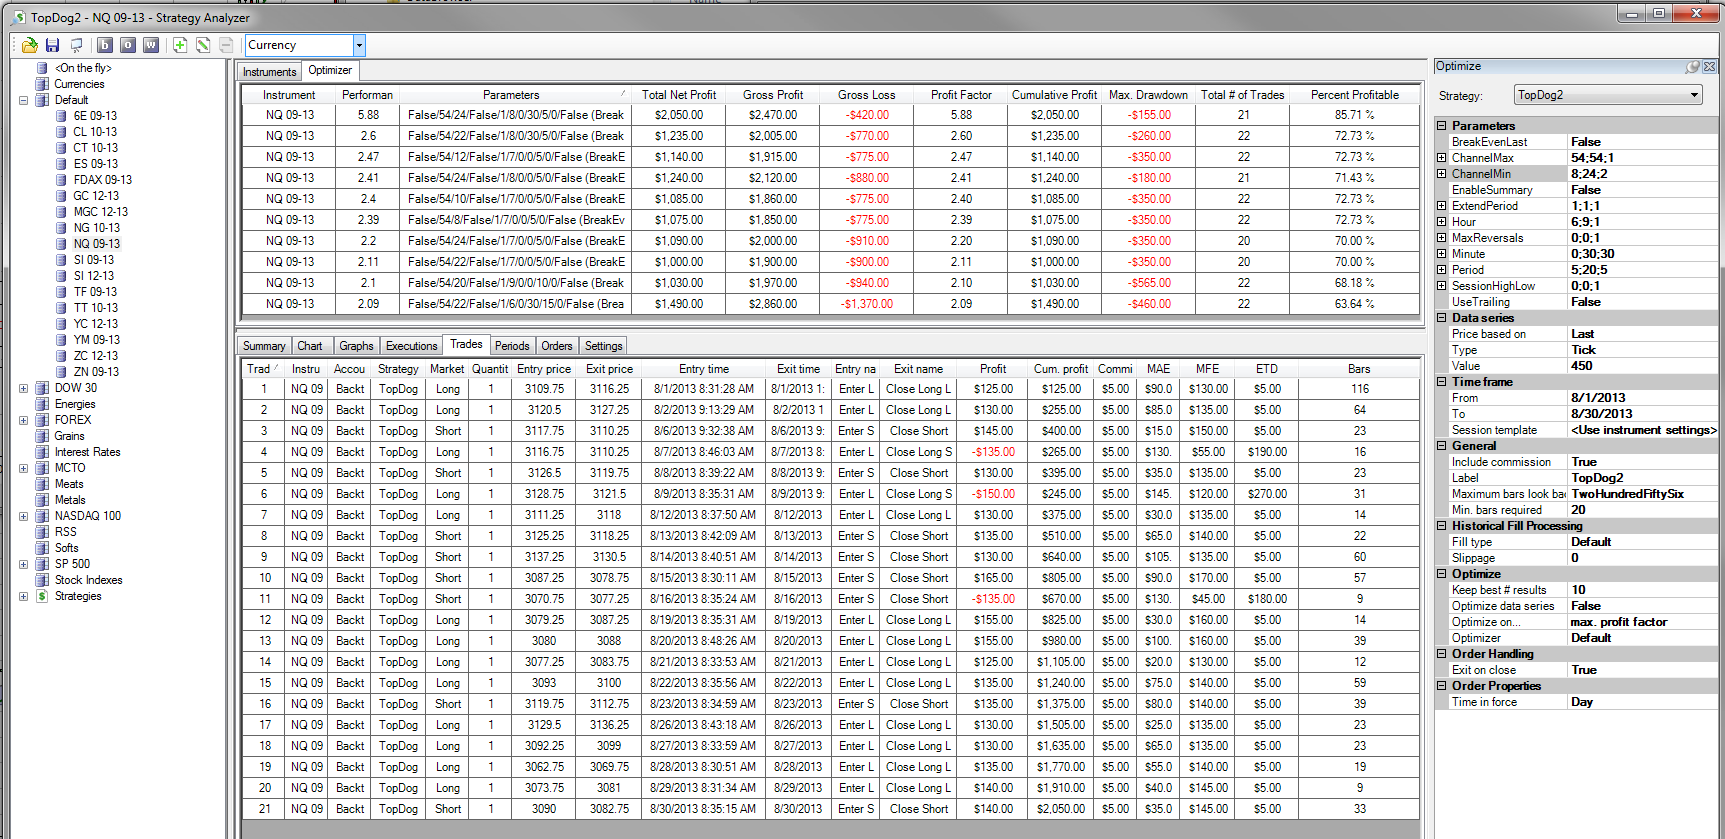 TopDog2 - NQ 09-13 - Strategy Analyzer
b o w Currency
<On the fly>
Currencies
Default
6E 09-13
CL 10-13
CT 10-13
ES 09-13
FDAX 09-13
GC 12-13
MGC 12-13
NG 10-13
NQ 09-13
SI 09-13
SI 12-13
TF 09-13
TT 10-13
YC 12-13
YM 09-13
ZC 12-13
ZN 09-13
DOW 30
Energies
FOREX
Grains
Interest Rates
MCTO
Meats
Metals
NASDAQ 100
RSS
Softs
SP 500
Stock Indexes
Strategies
Instruments Optimizer
Instrument Performan Parameters Total Net Profit Gross Profit Gross Loss Profit Factor Cumulative Profit Max. Drawdown Total # of Trades Percent Profitable
NQ 09-13 5.88 False/54/24/False/1/8/0/30/5/0/False (Break $2,050.00 $2,470.00 -$420.00 5.88 $2,050.00 -$155.00 21 85.71 %
NQ 09-13 2.6 False/54/22/False/1/8/0/30/5/0/False (Break $1,235.00 $2,005.00 -$770.00 2.60 $1,235.00 -$260.00 22 72.73 %
NQ 09-13 2.47 False/54/12/False/1/7/0/0/5/0/False (BreakE $1,140.00 $1,915.00 -$775.00 2.47 $1,140.00 -$350.00 22 72.73 %
NQ 09-13 2.41 False/54/24/False/1/8/0/0/5/0/False (BreakE $1,240.00 $2,120.00 -$880.00 2.41 $1,240.00 -$180.00 21 71.43 %
NQ 09-13 2.4 False/54/10/False/1/7/0/0/5/0/False (BreakE $1,085.00 $1,860.00 -$775.00 2.40 $1,085.00 -$350.00 22 72.73 %
NQ 09-13 2.39 False/54/8/False/1/7/0/0/5/0/False (BreakEv $1,075.00 $1,850.00 -$775.00 2.39 $1,075.00 -$350.00 22 72.73 %
NQ 09-13 2.2 False/54/24/False/1/7/0/0/5/0/False (BreakE $1,090.00 $2,000.00 -$910.00 2.20 $1,090.00 -$350.00 20 70.00 %
NQ 09-13 2.11 False/54/22/False/1/7/0/0/5/0/False (BreakE $1,000.00 $1,900.00 -$900.00 2.11 $1,000.00 -$350.00 20 70.00 %
NQ 09-13 2.1 False/54/20/False/1/9/0/0/10/0/False (Break $1,030.00 $1,970.00 -$940.00 2.10 $1,030.00 -$565.00 22 68.18 %
NQ 09-13 2.09 False/54/22/False/1/6/0/30/15/0/False (Brea $1,490.00 $2,860.00 -$1,370.00 2.09 $1,490.00 -$460.00 22 63.64 %
Summary Chart Graphs Executions Trades Periods Orders Settings
Trad Instru Accou Strategy Market Quantit Entry price Exit price Entry time Exit time Entry na Exit name Profit Cum. profit Commi MAE MFE ETD Bars
1 NQ 09 Backt TopDog Long 1 3109.75 3116.25 8/1/2013 8:31:28 AM 8/1/2013 1: Enter L Close Long L $125.00 $125.00 $5.00 $90.0 $130.00 $5.00 116
2 NQ 09 Backt TopDog Long 1 3120.5 3127.25 8/2/2013 9:13:29 AM 8/2/2013 1 Enter L Close Long L $130.00 $255.00 $5.00 $85.0 $135.00 $5.00 64
3 NQ 09 Backt TopDog Short 1 3117.75 3110.25 8/6/2013 9:32:38 AM 8/6/2013 9: Enter S Close Short $145.00 $400.00 $5.00 $15.0 $150.00 $5.00 23
4 NQ 09 Backt TopDog Long 1 3116.75 3110.25 8/7/2013 8:46:03 AM 8/7/2013 8: Enter L Close Long S -$135.00 $265.00 $5.00 $130. $55.00 $190.00 16
5 NQ 09 Backt TopDog Short 1 3126.5 3119.75 8/8/2013 8:39:22 AM 8/8/2013 9: Enter S Close Short $130.00 $395.00 $5.00 $35.0 $135.00 $5.00 23
6 NQ 09 Backt TopDog Long 1 3128.75 3121.5 8/9/2013 8:35:31 AM 8/9/2013 9: Enter L Close Long S -$150.00 $245.00 $5.00 $145. $120.00 $270.00 31
7 NQ 09 Backt TopDog Long 1 3111.25 3118 8/12/2013 8:37:50 AM 8/12/2013 Enter L Close Long L $130.00 $375.00 $5.00 $30.0 $135.00 $5.00 14
8 NQ 09 Backt TopDog Short 1 3125.25 3118.25 8/13/2013 8:42:09 AM 8/13/2013 Enter S Close Short $135.00 $510.00 $5.00 $65.0 $140.00 $5.00 22
9 NQ 09 Backt TopDog Short 1 3137.25 3130.5 8/14/2013 8:40:51 AM 8/14/2013 Enter S Close Short $130.00 $640.00 $5.00 $105. $135.00 $5.00 60
10 NQ 09 Backt TopDog Short 1 3087.25 3078.75 8/15/2013 8:30:11 AM 8/15/2013 Enter S Close Short $165.00 $805.00 $5.00 $90.0 $170.00 $5.00 57
11 NQ 09 Backt TopDog Short 1 3070.75 3077.25 8/16/2013 8:35:24 AM 8/16/2013 Enter S Close Short -$135.00 $670.00 $5.00 $130. $45.00 $180.00 9
12 NQ 09 Backt TopDog Long 1 3079.25 3087.25 8/19/2013 8:35:31 AM 8/19/2013 Enter L Close Long L $155.00 $825.00 $5.00 $30.0 $160.00 $5.00 14
13 NQ 09 Backt TopDog Long 1 3080 3088 8/20/2013 8:48:26 AM 8/20/2013 Enter L Close Long L $155.00 $980.00 $5.00 $100. $160.00 $5.00 39
14 NQ 09 Backt TopDog Long 1 3077.25 3083.75 8/21/2013 8:33:53 AM 8/21/2013 Enter L Close Long L $125.00 $1,105.00 $5.00 $20.0 $130.00 $5.00 12
15 NQ 09 Backt TopDog Long 1 3093 3100 8/22/2013 8:35:56 AM 8/22/2013 Enter L Close Long L $135.00 $1,240.00 $5.00 $75.0 $140.00 $5.00 59
16 NQ 09 Backt TopDog Short 1 3119.75 3112.75 8/23/2013 8:34:59 AM 8/23/2013 Enter S Close Short $135.00 $1,375.00 $5.00 $80.0 $140.00 $5.00 39
17 NQ 09 Backt TopDog Long 1 3129.5 3136.25 8/26/2013 8:43:18 AM 8/26/2013 Enter L Close Long L $130.00 $1,505.00 $5.00 $25.0 $135.00 $5.00 23
18 NQ 09 Backt TopDog Long 1 3092.25 3099 8/27/2013 8:33:59 AM 8/27/2013 Enter L Close Long L $130.00 $1,635.00 $5.00 $65.0 $135.00 $5.00 23
19 NQ 09 Backt TopDog Long 1 3062.75 3069.75 8/28/2013 8:30:51 AM 8/28/2013 Enter L Close Long L $135.00 $1,770.00 $5.00 $55.0 $140.00 $5.00 19
20 NQ 09 Backt TopDog Long 1 3073.75 3081 8/29/2013 8:31:34 AM 8/29/2013 Enter L Close Long L $140.00 $1,910.00 $5.00 $40.0 $145.00 $5.00 9
21 NQ 09 Backt TopDog Short 1 3090 3082.75 8/30/2013 8:35:15 AM 8/30/2013 Enter S Close Short $140.00 $2,050.00 $5.00 $35.0 $145.00 $5.00 33
Optimize
Strategy: TopDog2
Parameters
BreakEvenLast False
ChannelMax 54;54;1
ChannelMin 8;24;2
EnableSummary False
ExtendPeriod 1;1;1
Hour 6;9;1
MaxReversals 0;0;1
Minute 0;30;30
Period 5;20;5
SessionHighLow 0;0;1
UseTrailing False
Data series
Price based on Last
Type Tick
Value 450
Time frame
From 8/1/2013
To 8/30/2013
Session template <Use instrument settings>
General
Include commission True
Label TopDog2
Maximum bars look bac TwoHundredFiftySix
Min. bars required 20
Historical Fill Processing
Fill type Default
Slippage 0
Optimize
Keep best # results 10
Optimize data series False
Optimize on... max. profit factor
Optimizer Default
Order Handling
Exit on close True
Order Properties
Time in force Day